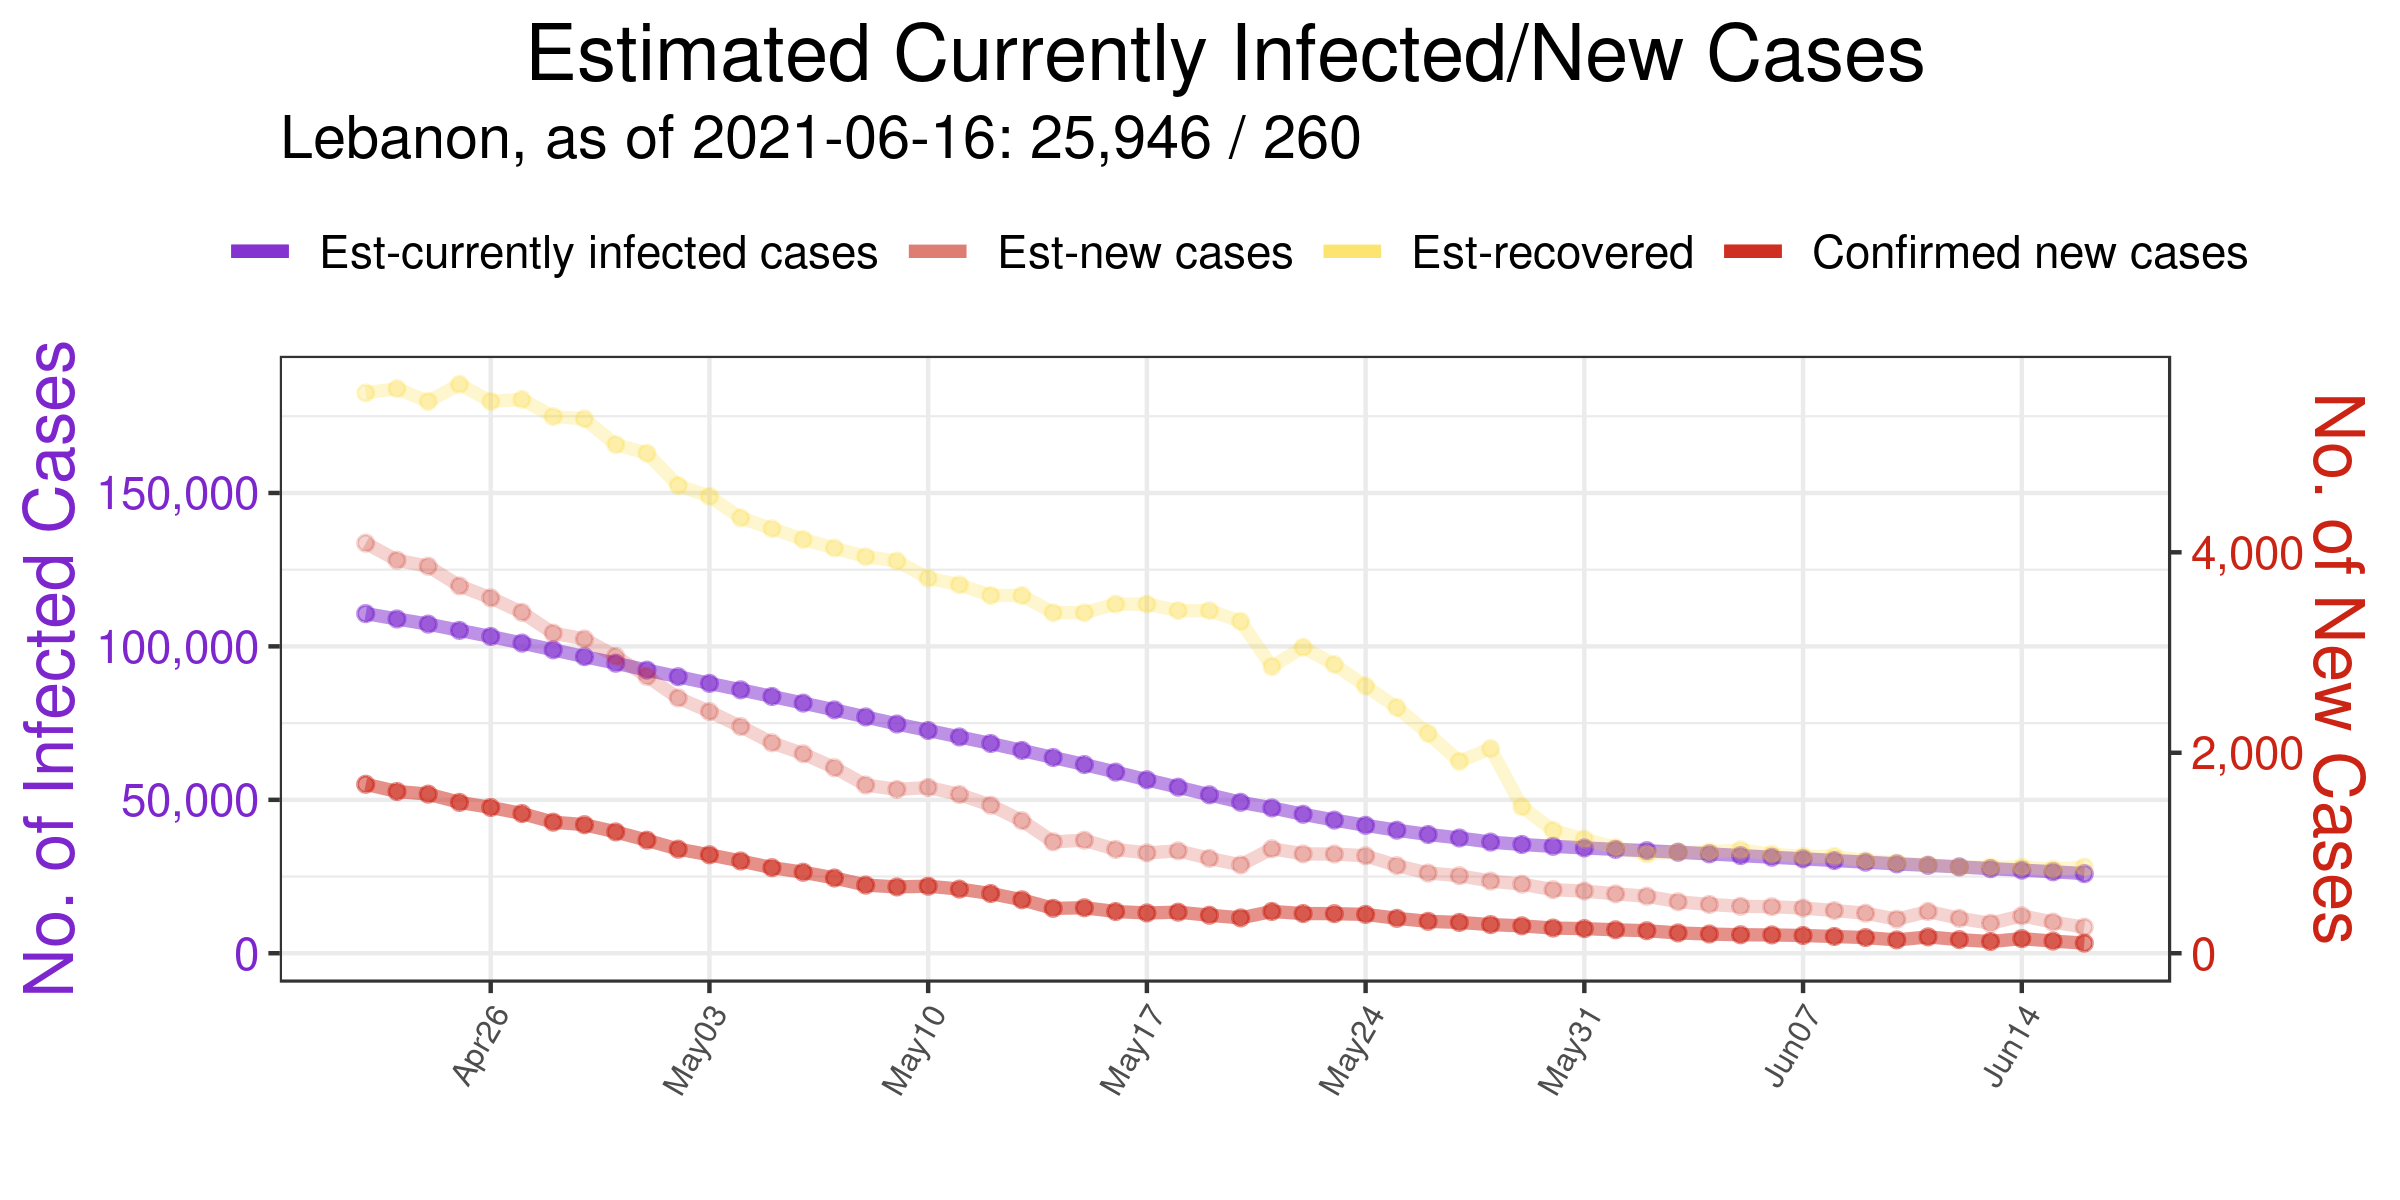 Estimated Currently Infected/New Cases
Lebanon, as of 2021-06-16: 25,946 / 260
Est-currently infected cases Est-new cases Est-recovered Confirmed new cases
No. of Infected Cases
150,000
100,000
50,000
0
4,000
2,000
0
No. of New Cases
Apr26 May03 May10 May17 May24 May31 Jun07 Jun14